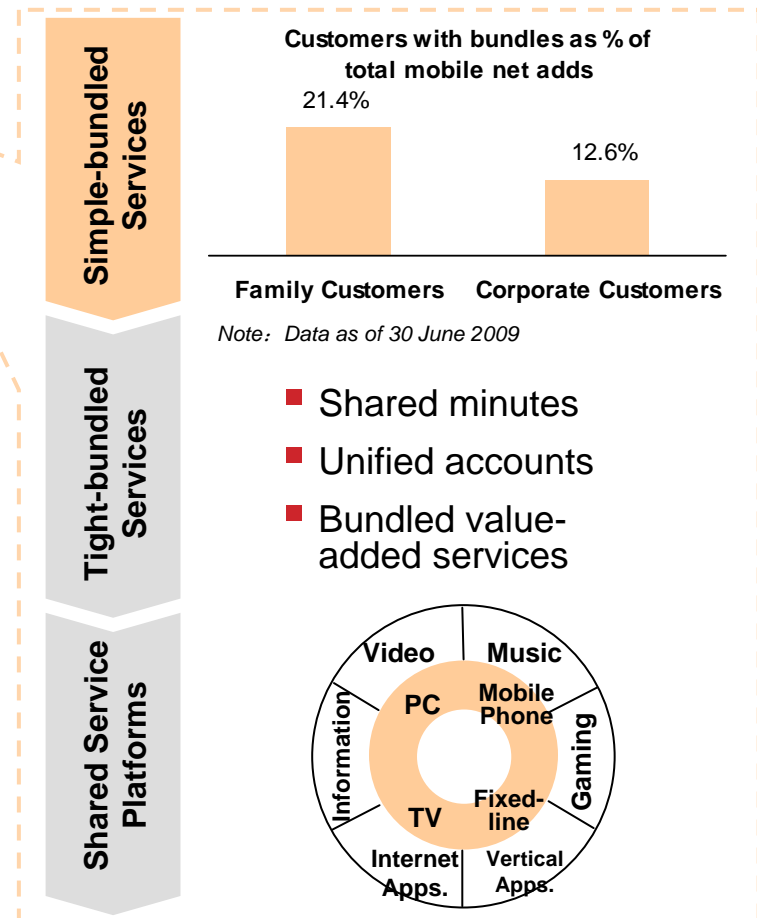 Simple-bundled
Services
Customers with bundles as % of
total mobile net adds
21.4%
12.6%
Family Customers
Corporate Customers
Note：Data as of 30 June 2009
Tight-bundled
Services
Shared minutes
Unified accounts
Bundled value-
added services
Shared Service
Platforms
Video
Music
PC
Mobile
Phone
Information
Gaming
TV
Fixed-
line
Internet
Apps.
Vertical
Apps.